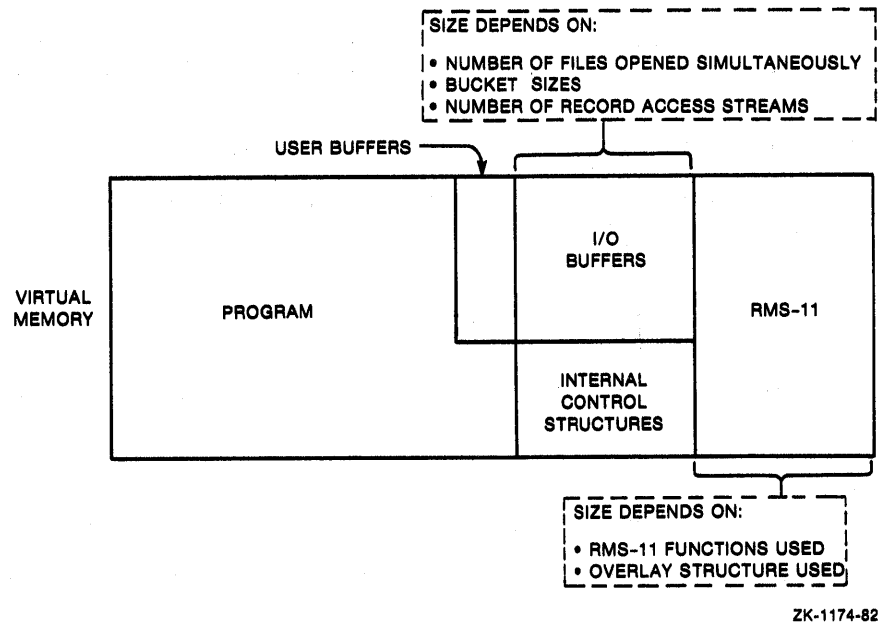 SIZE DEPENDS ON:
• NUMBER OF FILES OPENED SIMULTANEOUSLY
• BUCKET SIZES
• NUMBER OF RECORD ACCESS STREAMS
USER BUFFERS
I/O
BUFFERS
VIRTUAL
MEMORY
PROGRAM
RMS-11
INTERNAL
CONTROL
STRUCTURES
SIZE DEPENDS ON:
• RMS-11 FUNCTIONS USED
• OVERLAY STRUCTURE USED
ZK-1174-82